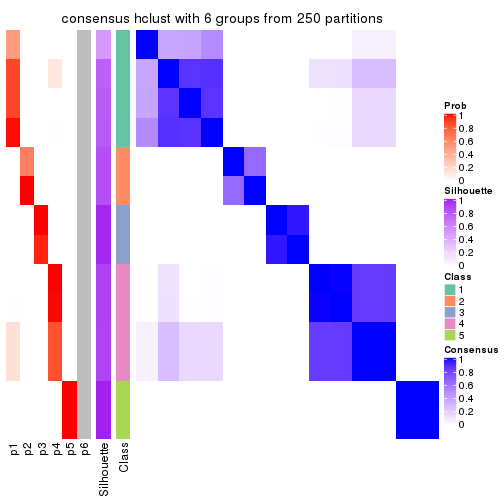 consensus hclust with 6 groups from 250 partitions
Prob
1
0.8
0.6
0.4
0.2
0
Silhouette
1
0.8
0.6
0.4
0.2
0
Class
1
2
3
4
5
Consensus
1
0.8
0.6
0.4
0.2
0
p1
p2
p3
p4
p5
p6
Silhouette
Class